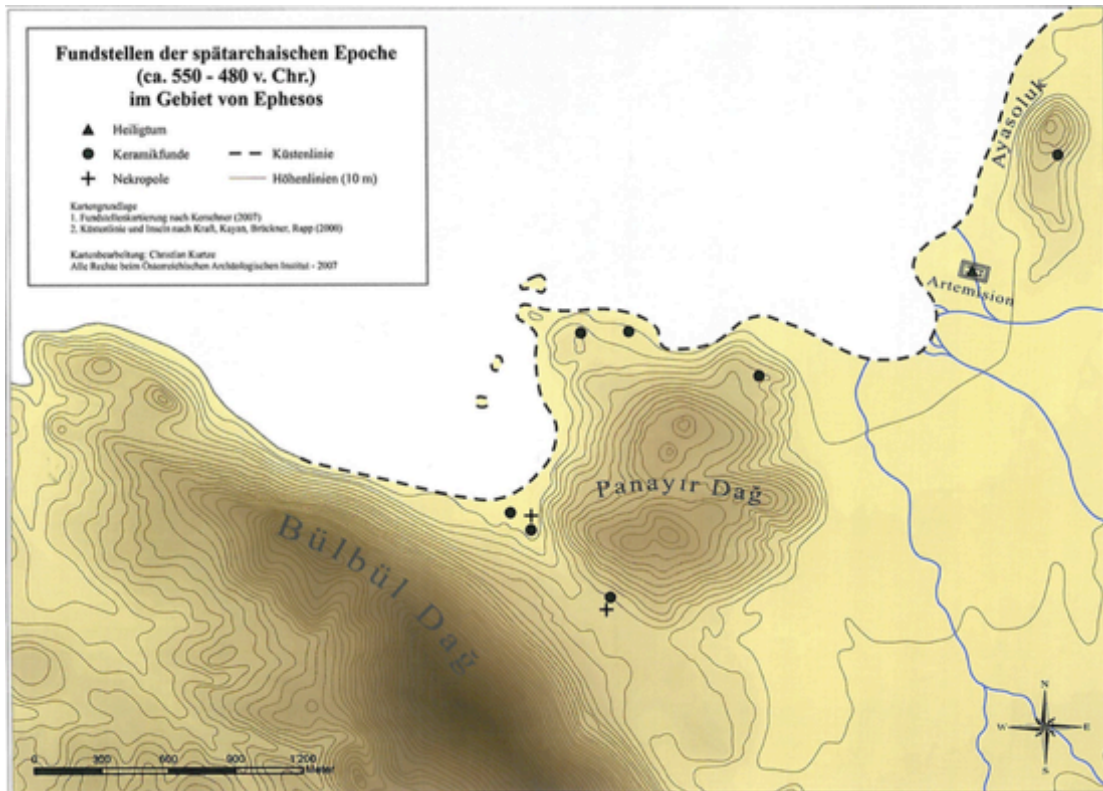 Fundstellen der spätarchaischen Epoche
(ca. 550 - 480 v. Chr.)
im Gebiet von Ephesos
Heiligtum
Keramikfunde
Küstenlinie
Nekropole
Höhenlinien (10 m)
Kartengrundlage
1. Fundstellenkartierung nach Kerschner (2007)
2. Küstenlinie und Inseln nach Kraft, Kayan, Brückner, Rapp (2000)
Kartenbearbeitung: Christian Kurtze
Alle Rechte beim Österreichischen Archäologischen Institut - 2007
Ayasoluk
Artemision
Panayır Dağ
Bülbül Dağ
N
W E
S
0 300 600 900 1200
Meter